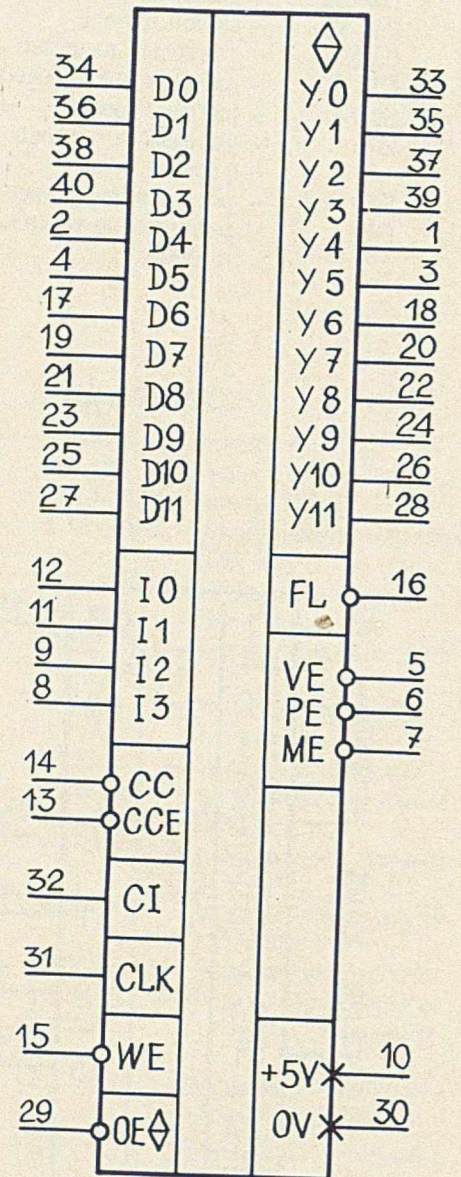 34 D0 Y0 33
36 D1 Y1 35
38 D2 Y2 37
40 D3 Y3 39
2 D4 Y4 1
4 D5 Y5 3
17 D6 Y6 18
19 D7 Y7 20
21 D8 Y8 22
23 D9 Y9 24
25 D10 Y10 26
27 D11 Y11 28
12 I0 FL 16
11 I1
9 I2 VE 5
8 I3 PE 6
ME 7
14 CC
13 CCE
32 CI
31 CLK
15 WE +5V 10
29 OE 0V 30